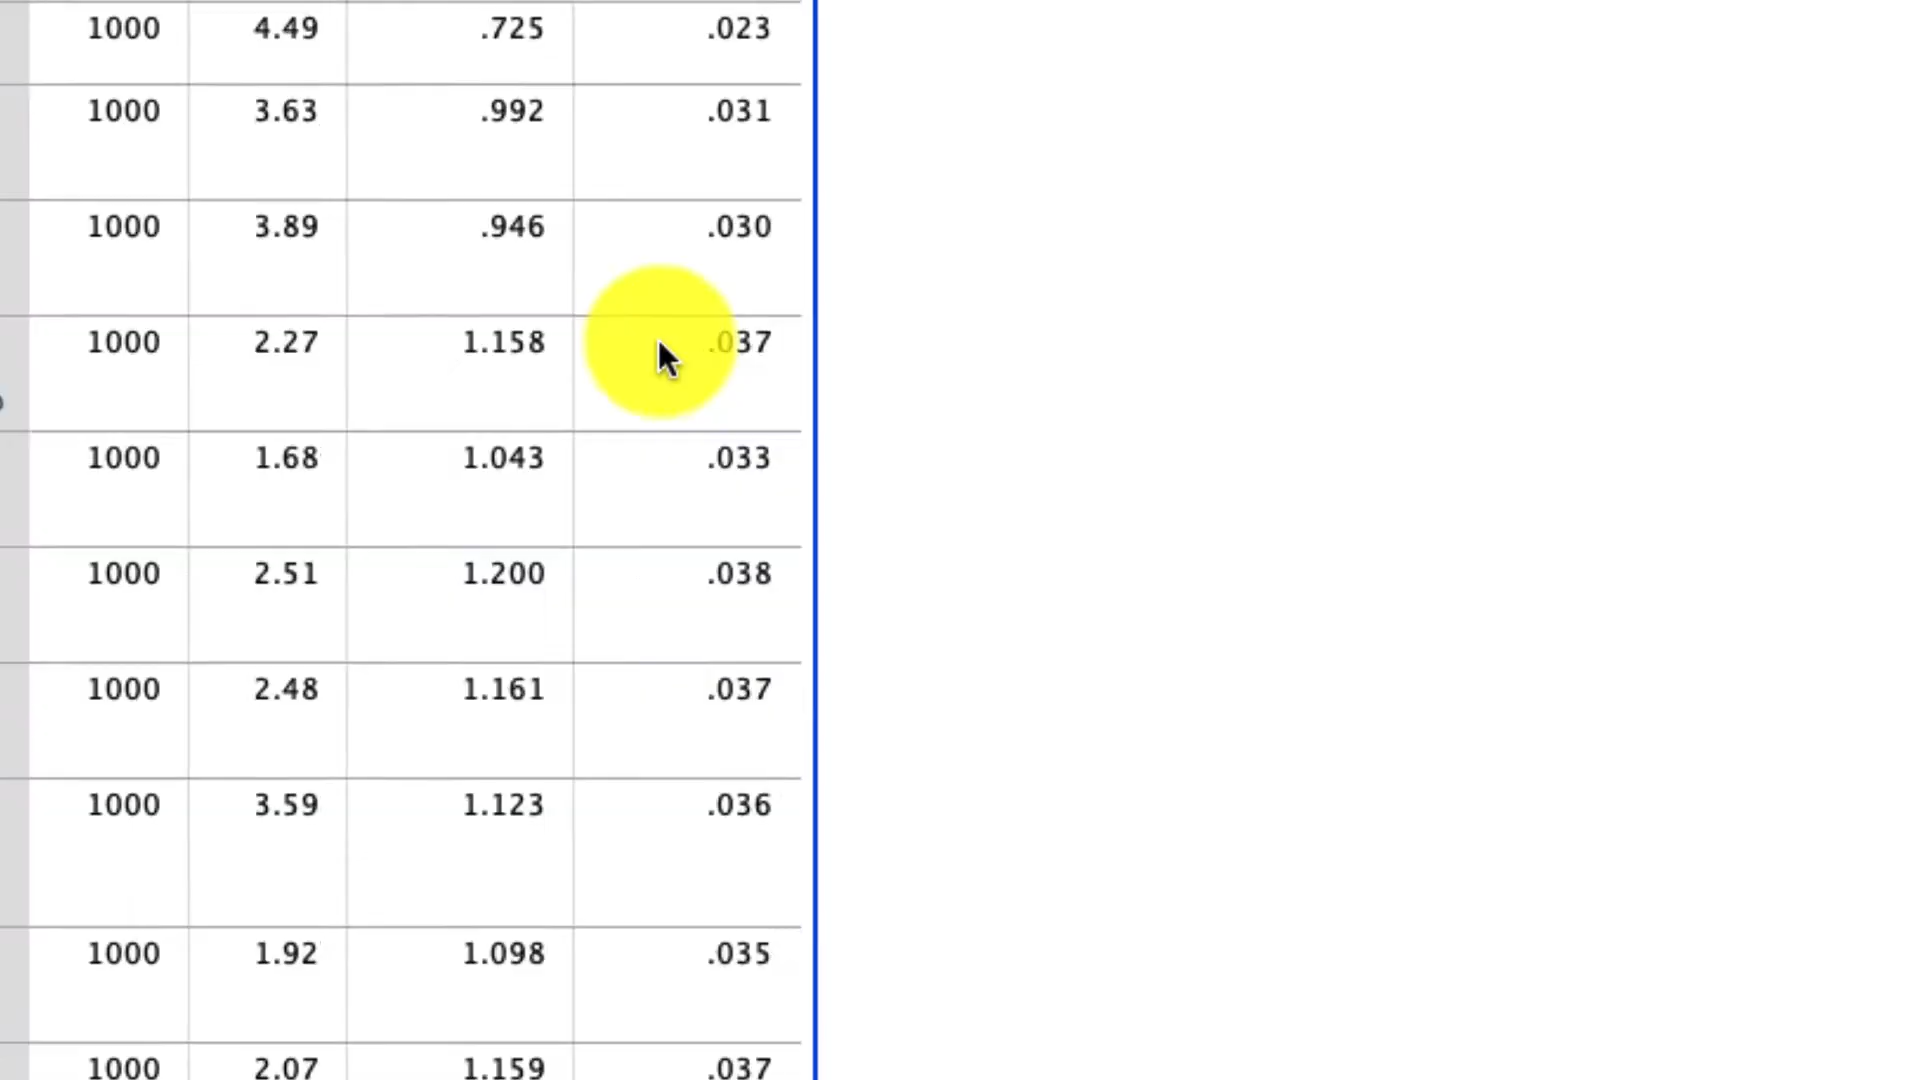 1000 4.49 .725 .023
1000 3.63 .992 .031
1000 3.89 .946 .030
1000 2.27 1.158 .037
1000 1.68 1.043 .033
1000 2.51 1.200 .038
1000 2.48 1.161 .037
1000 3.59 1.123 .036
1000 1.92 1.098 .035
1000 2.07 1.159 .037